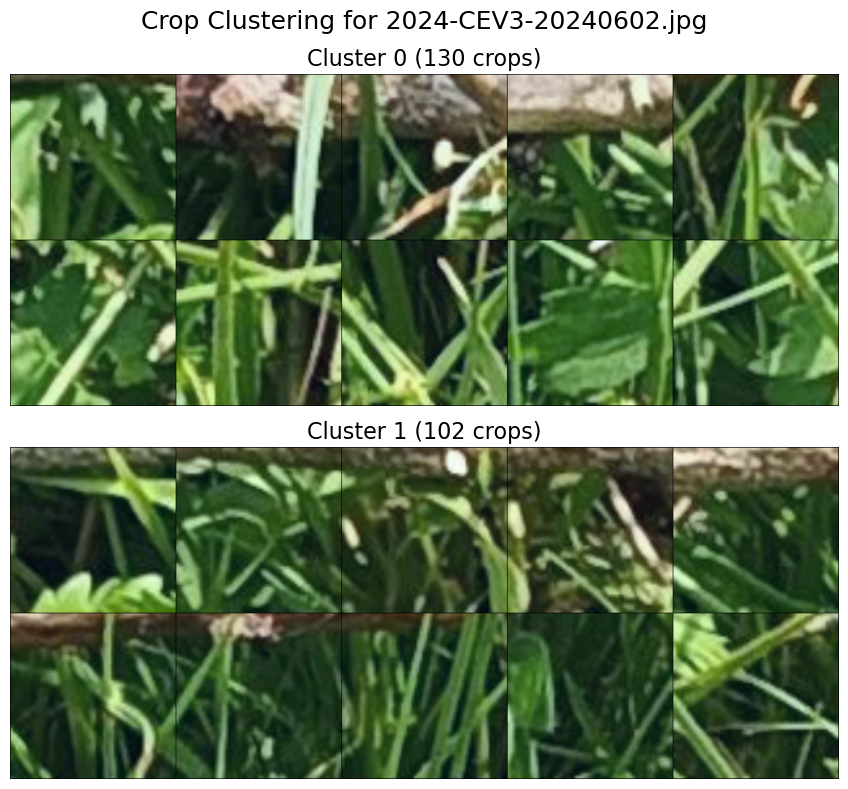 Crop Clustering for 2024-CEV3-20240602.jpg
Cluster 0 (130 crops)
Cluster 1 (102 crops)